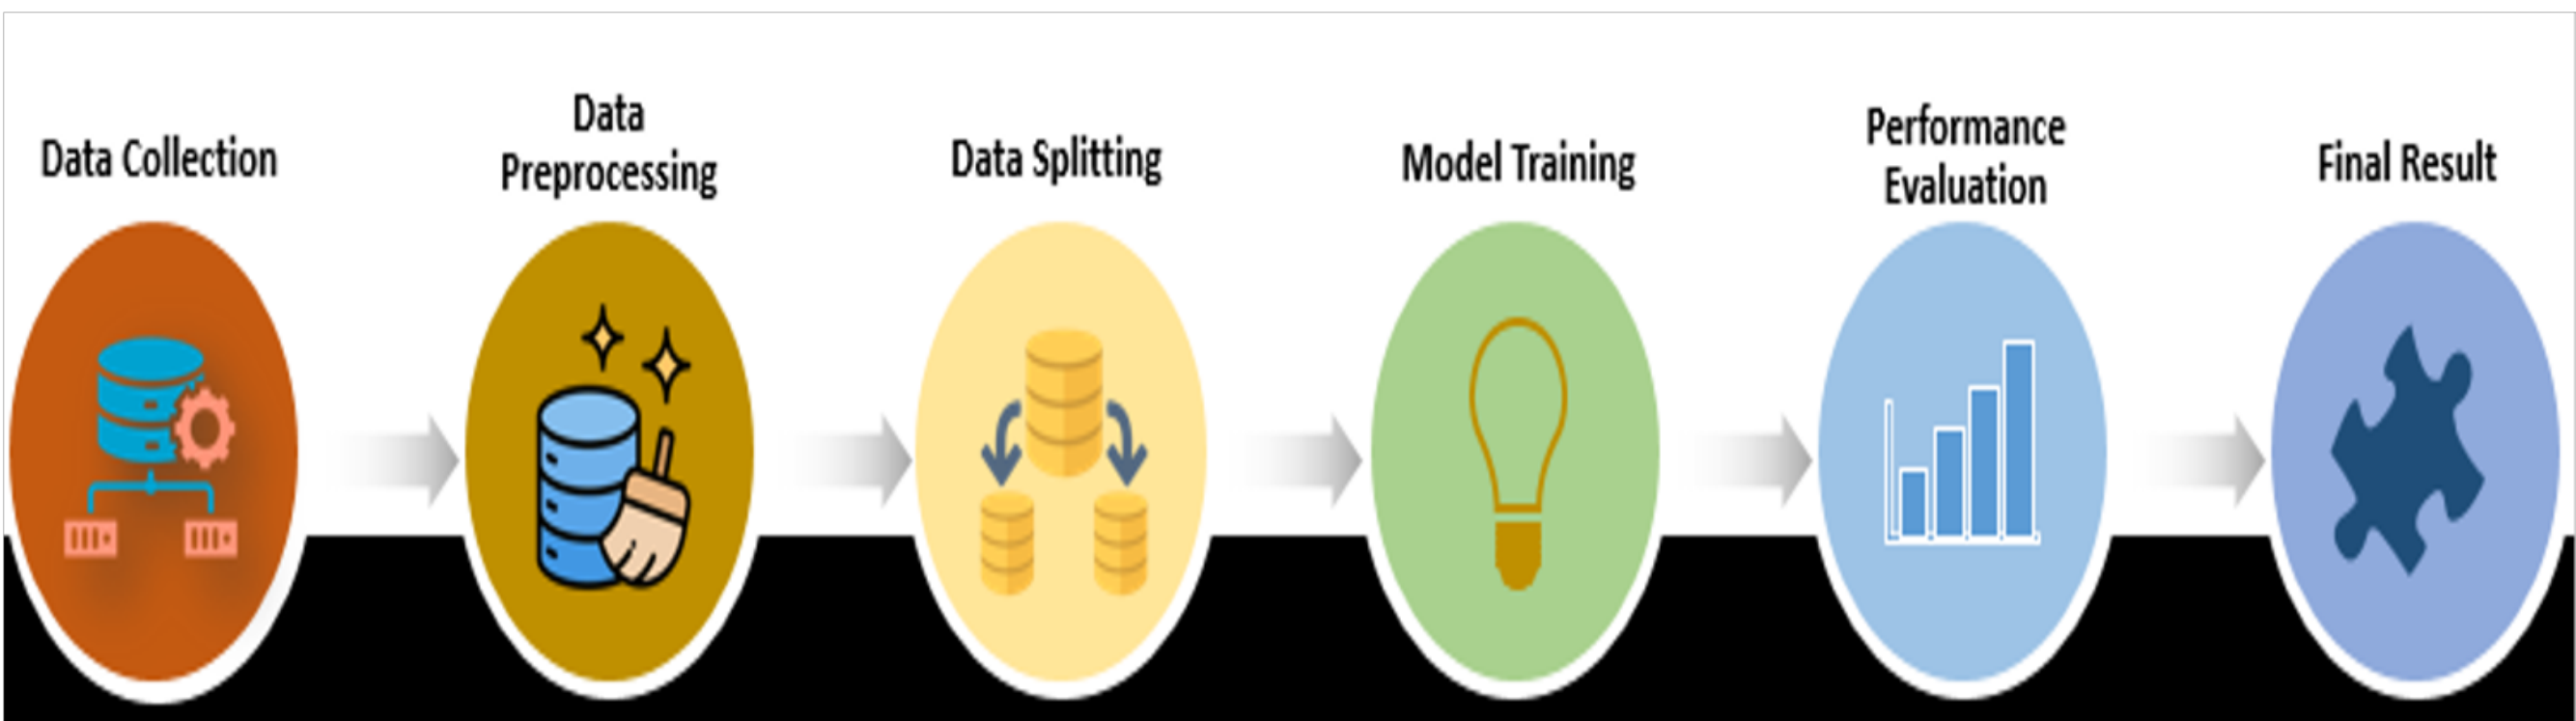 Data Collection
Data
Preprocessing
Data Splitting
Model Training
Performance
Evaluation
Final Result